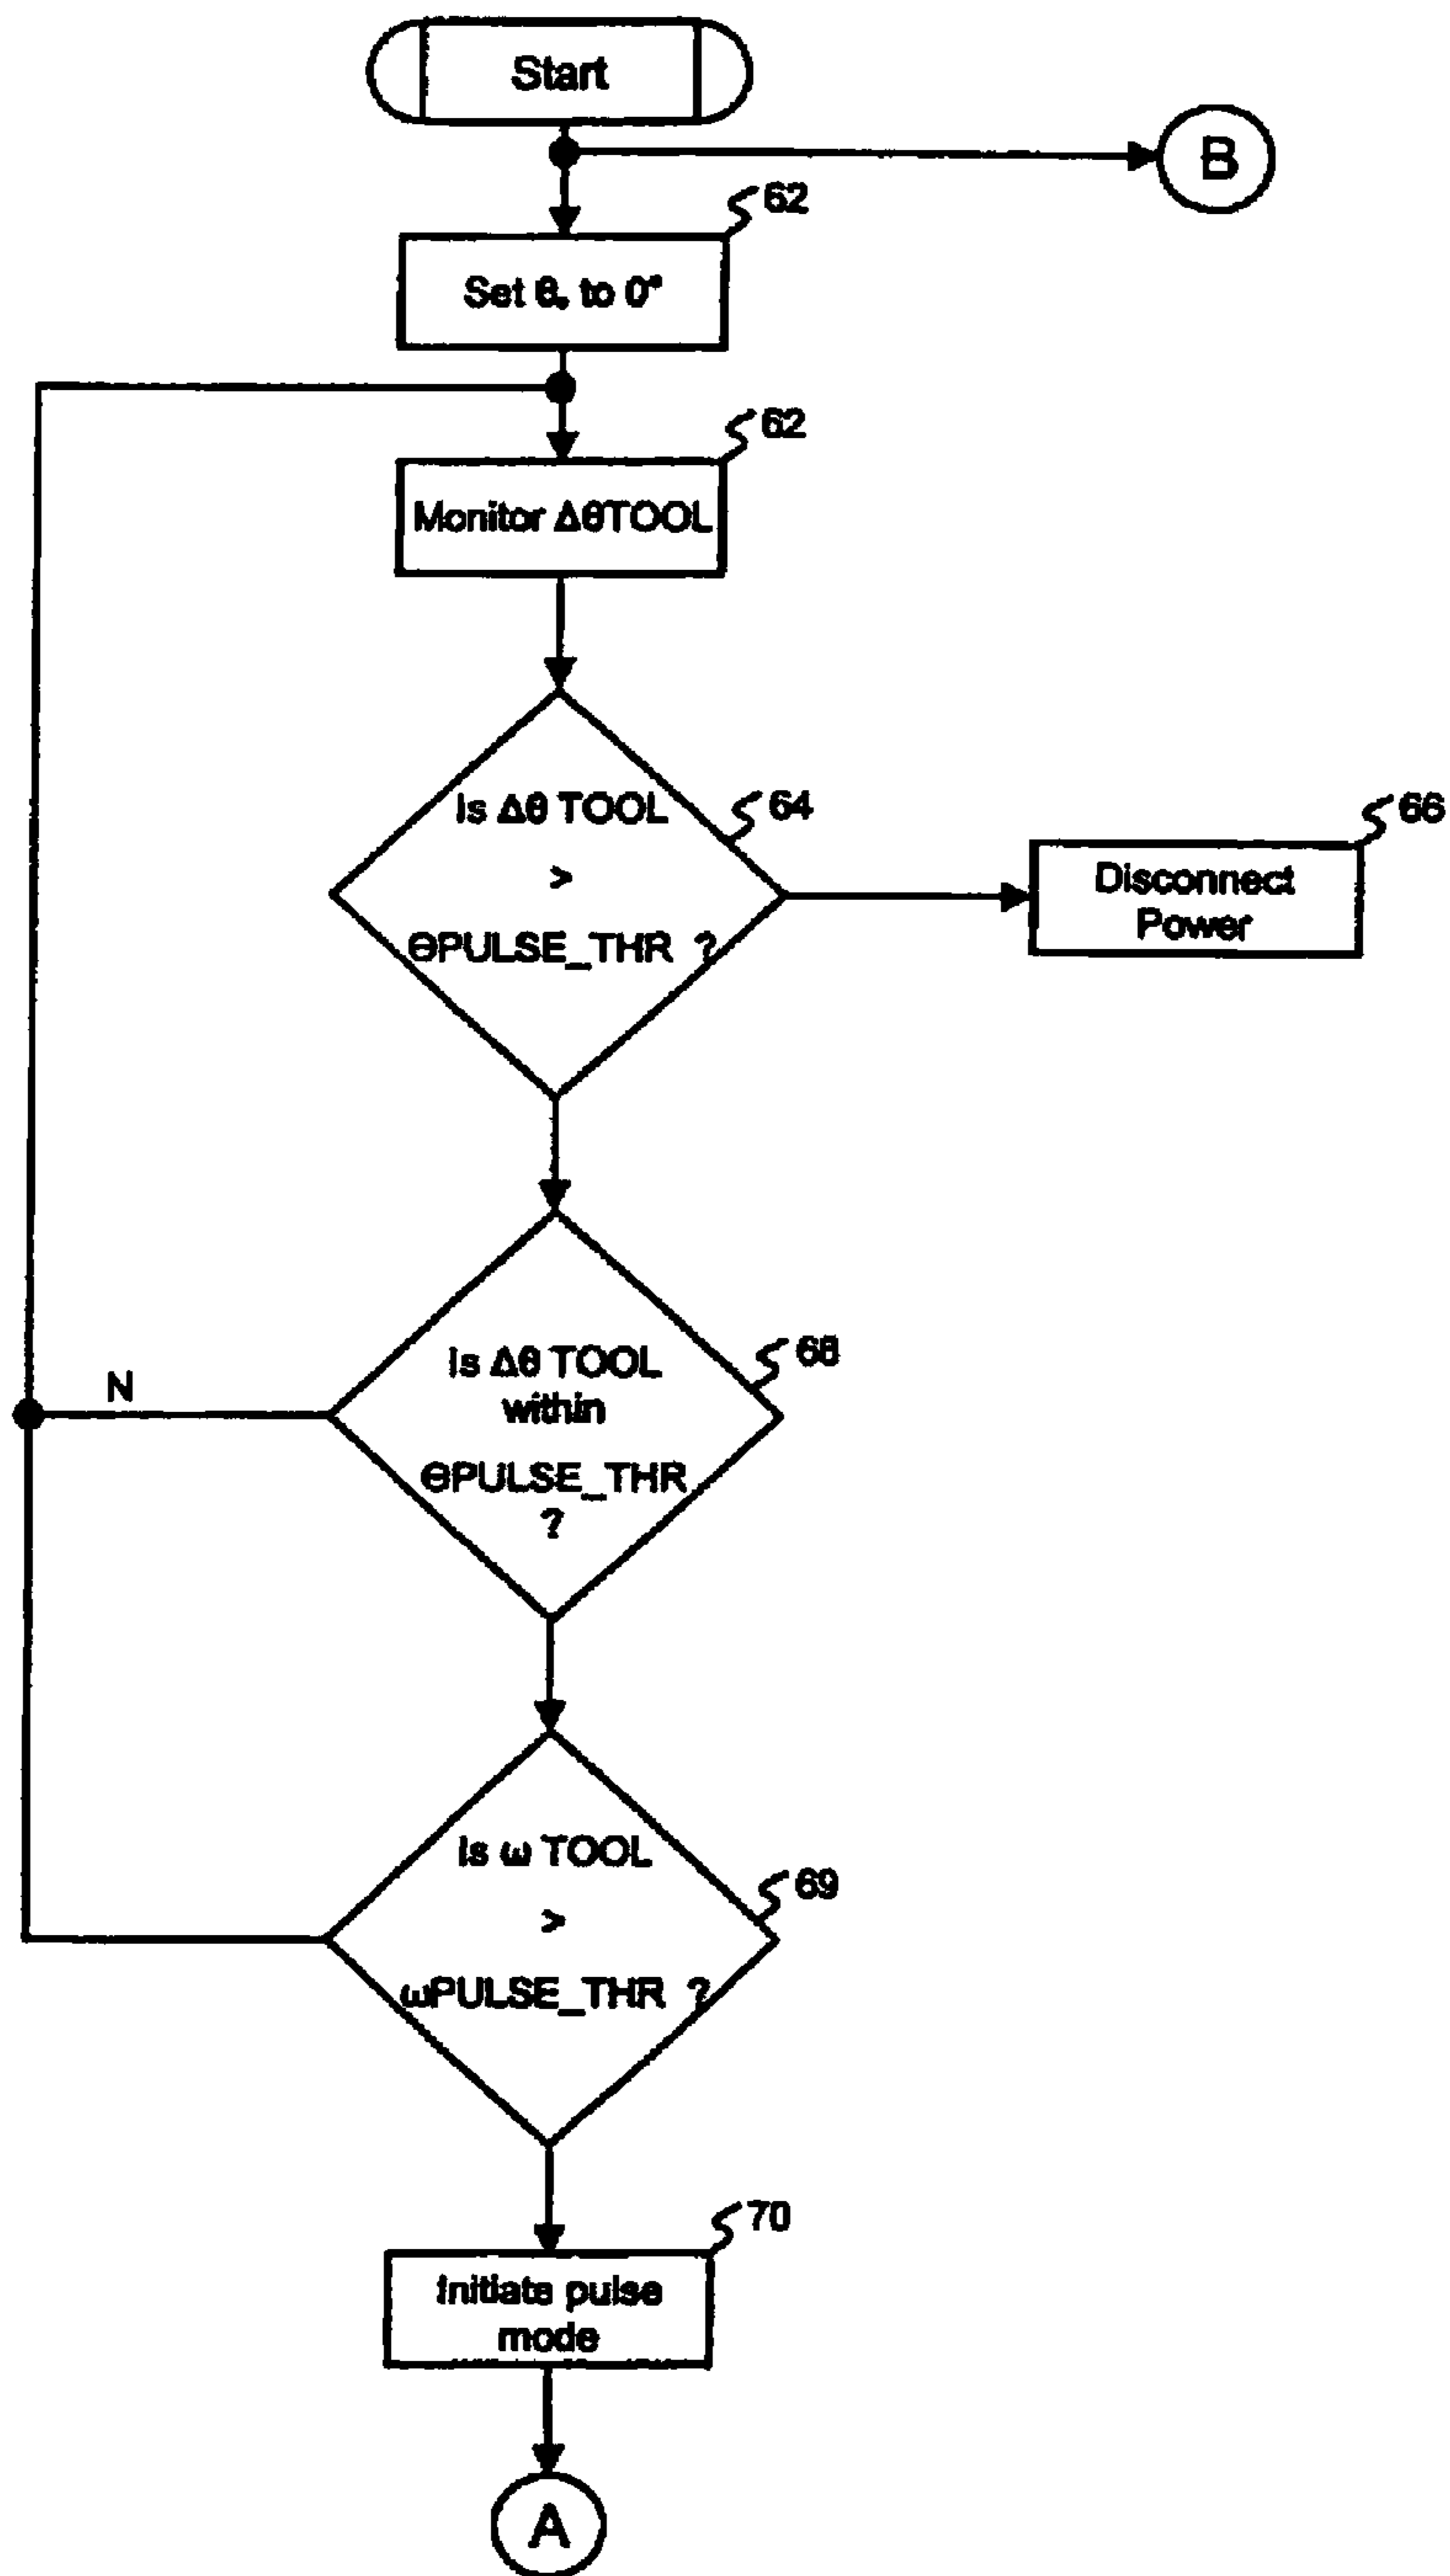 Start
B
62
Set θ₀ to 0°
62
Monitor ΔθTOOL
Is Δθ TOOL
64
>
ΘPULSE_THR ?
66
Disconnect
Power
Is Δθ TOOL
68
within
N
ΘPULSE_THR
?
Is ω TOOL
69
>
ωPULSE_THR ?
70
Initiate pulse
mode
A